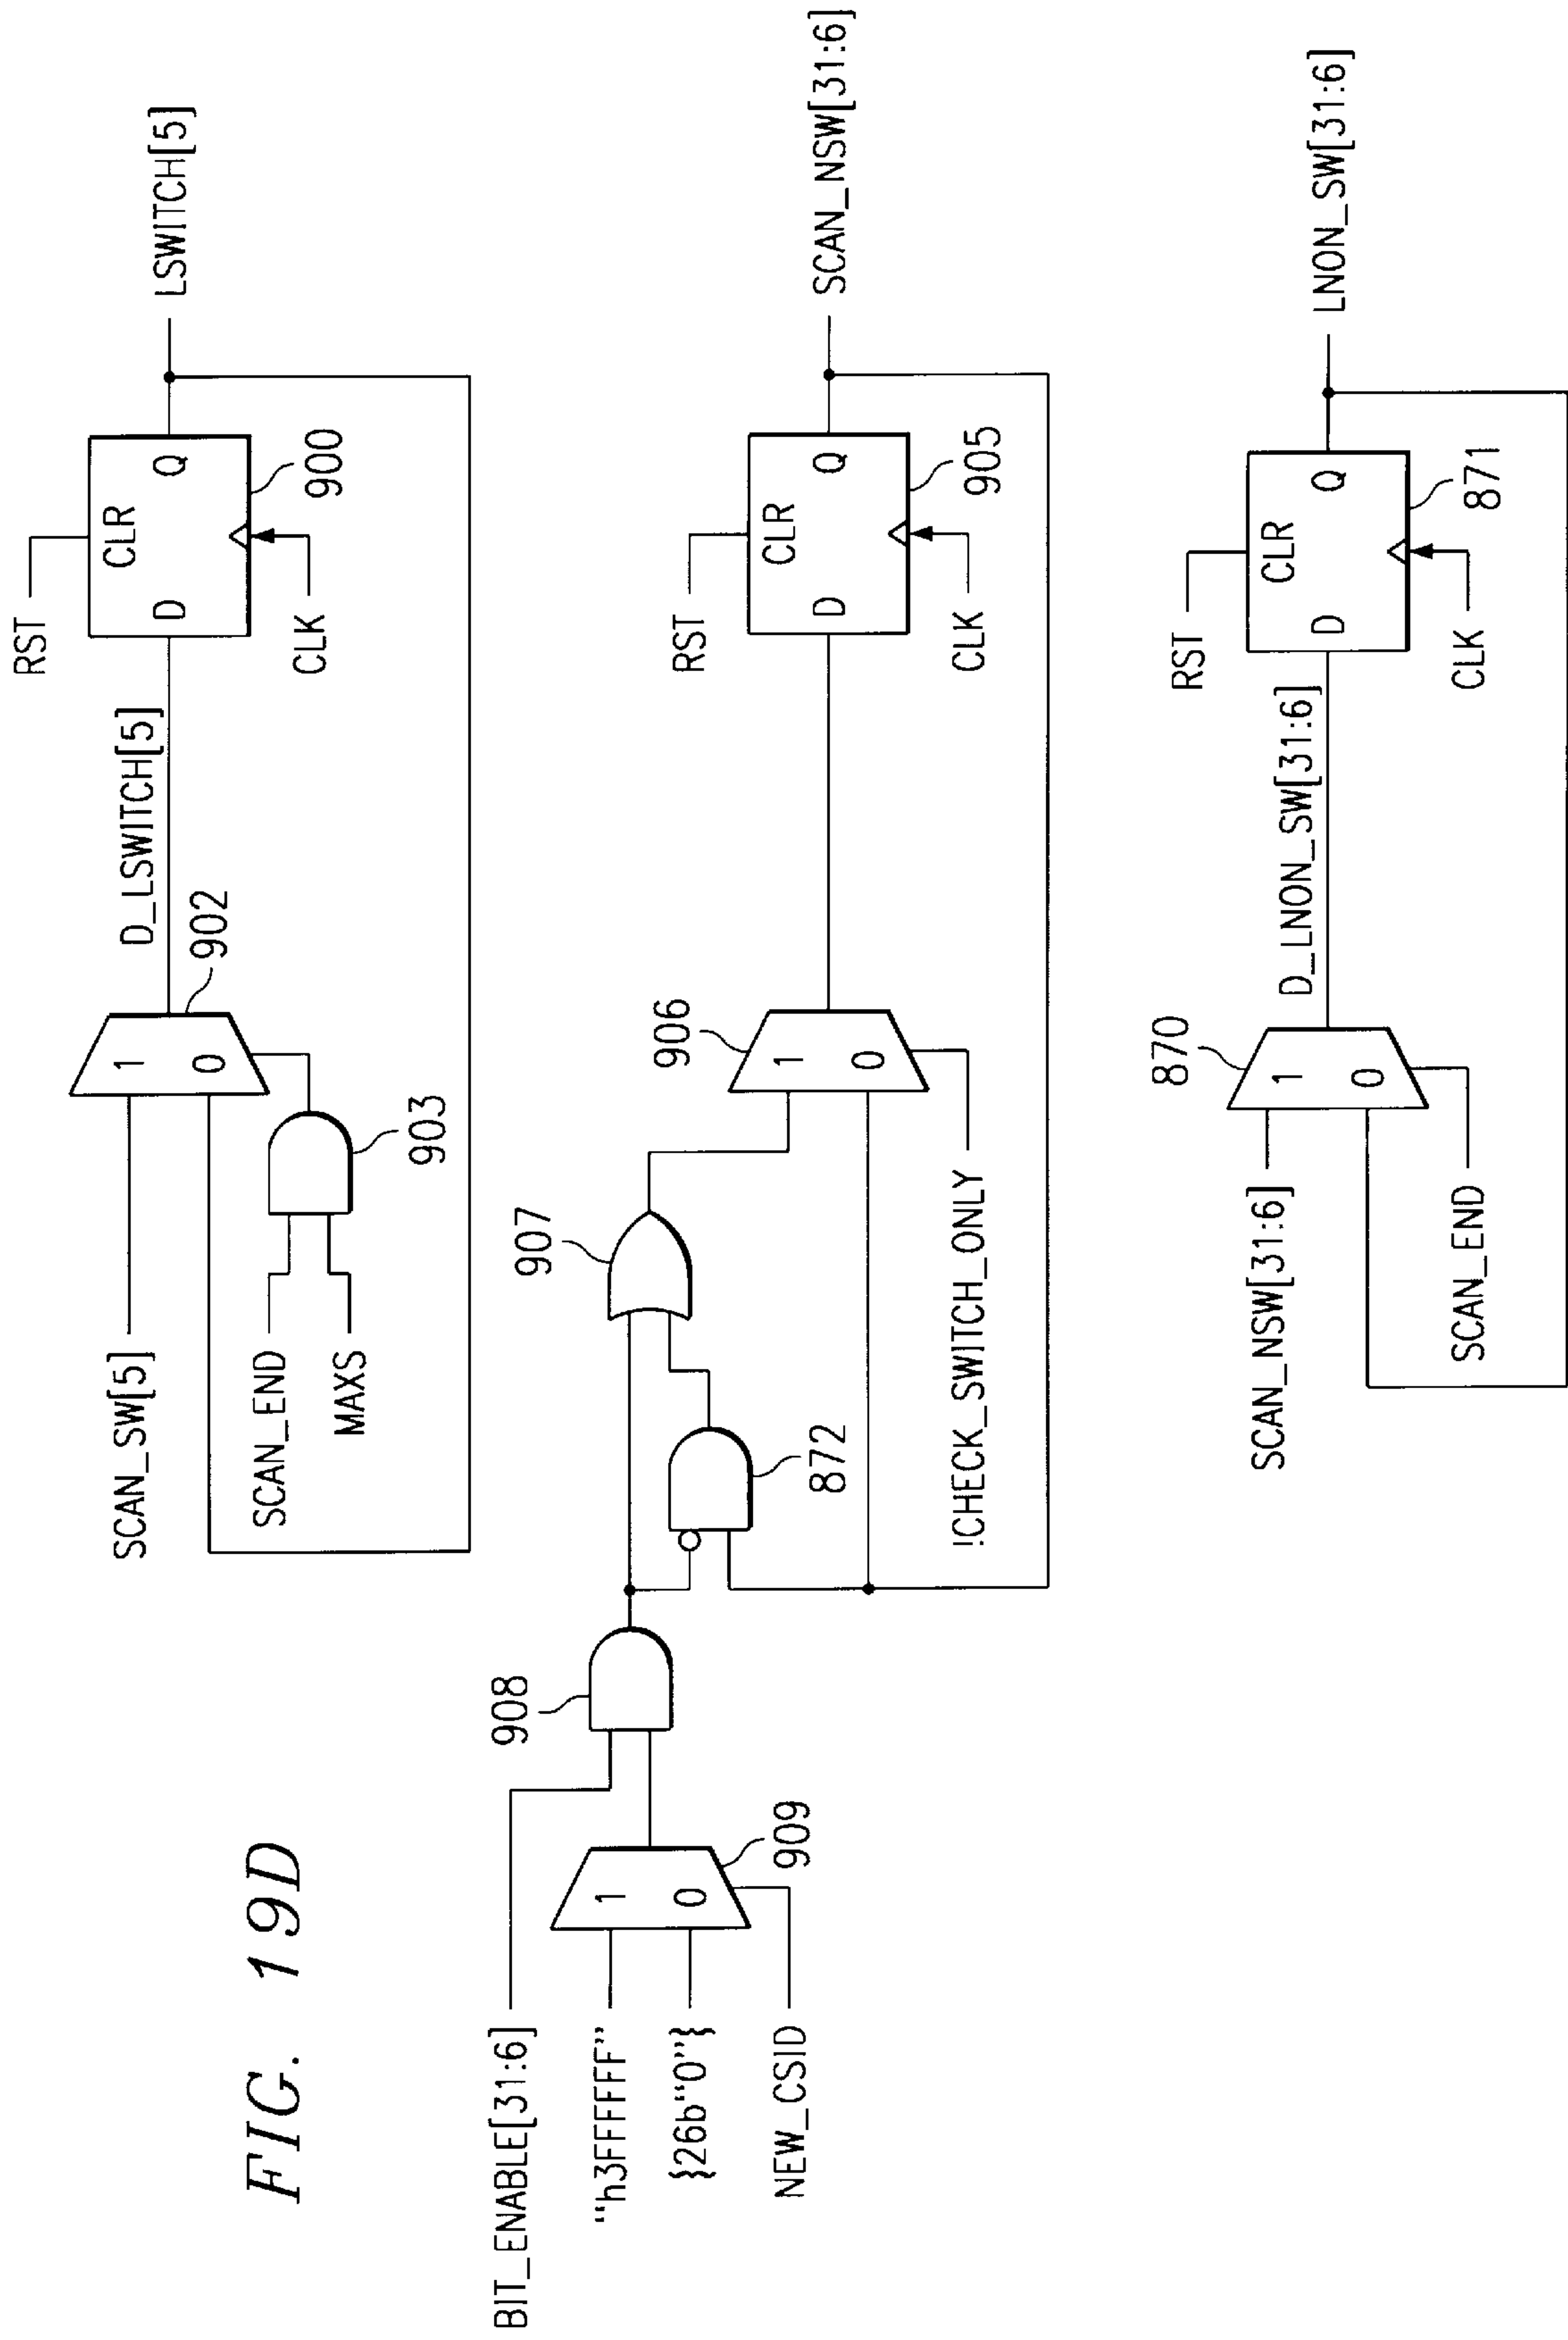 FIG. 19D
RST
SCAN_SW[5]
1
0
902
D_LSWITCH[5]
D
CLR
Q
900
LSWITCH[5]
SCAN_END
MAXS
903
CLK
BIT_ENABLE[31:6]
"h3FFFFFF"
{26b"0"}
NEW_CSID
1
0
909
908
872
907
!CHECK_SWITCH_ONLY
906
1
0
RST
D
CLR
Q
905
CLK
SCAN_NSW[31:6]
SCAN_NSW[31:6]
SCAN_END
870
1
0
D_LNON_SW[31:6]
RST
D
CLR
Q
871
CLK
LNON_SW[31:6]